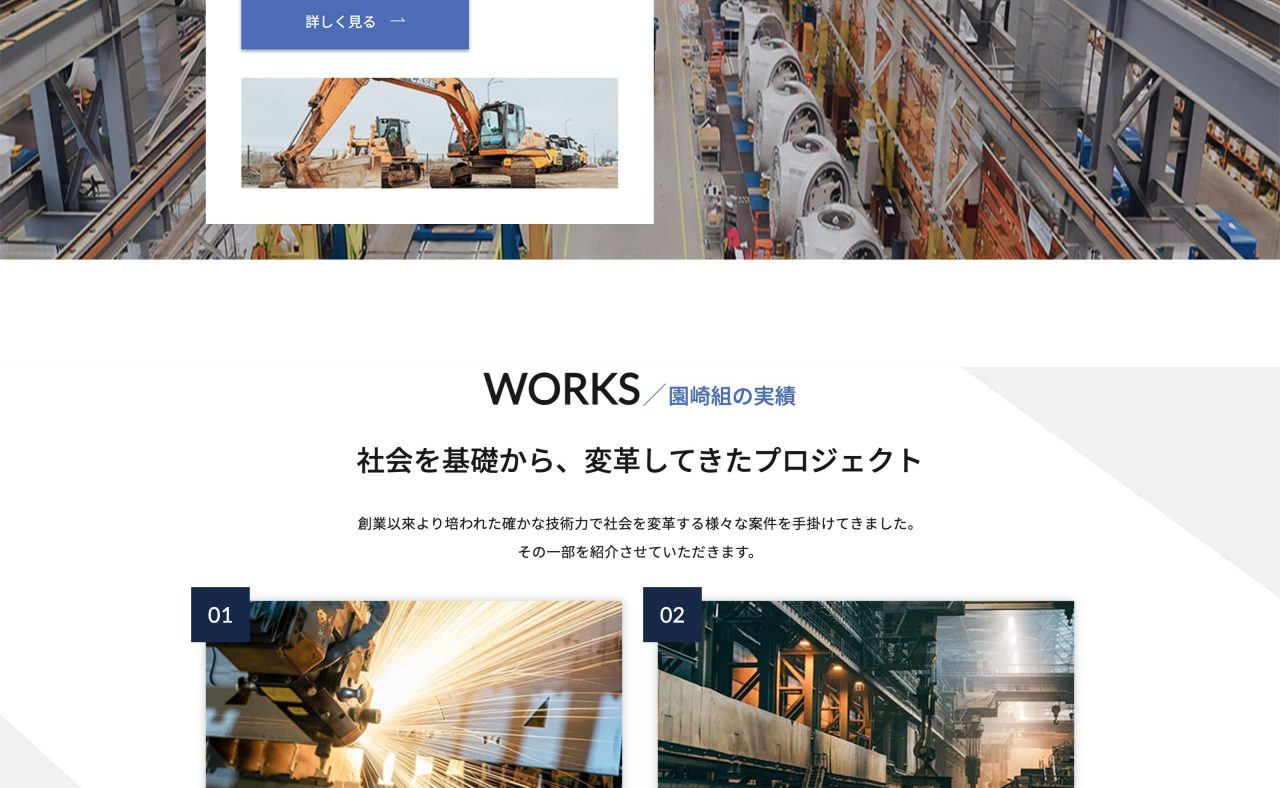 詳しく見る
CASE
WORKS／園崎組の実績
社会を基礎から、変革してきたプロジェクト
創業以來より培われた確かな技術力で社会を変革する様々な案件を手掛けてきました。
その一部を紹介させていただきます。
01
02